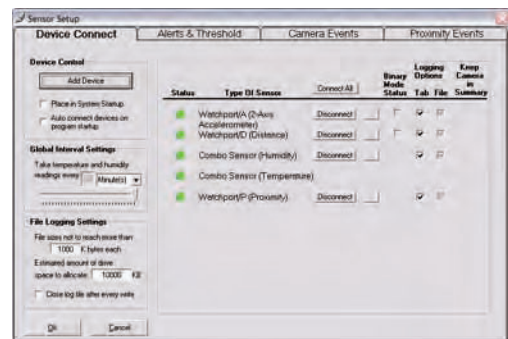 Sensor Setup
Device Connect
Alerts & Threshold
Camera Events
Proximity Events
Device Control
Add Device
Place in System Startup
Auto connect devices on
program startup
Global Interval Settings
Take temperature and humidity
readings every Minute(s)
File Logging Settings
File sizes not to reach more than
1000 K bytes each
Estimated amount of drive
space to allocate 10000 KB
Close log file after every write
Ok
Cancel
Status
Type Of Sensor
Connect All
Binary
Mode
Status
Logging
Options
Tab File
Keep
Camera
in
Summary
Watchport/A (2-Axis
Accelerometer)
Disconnect
Watchport/D (Distance)
Disconnect
Combo Sensor (Humidity)
Disconnect
Combo Sensor (Temperature)
Watchport/P (Proximity)
Disconnect